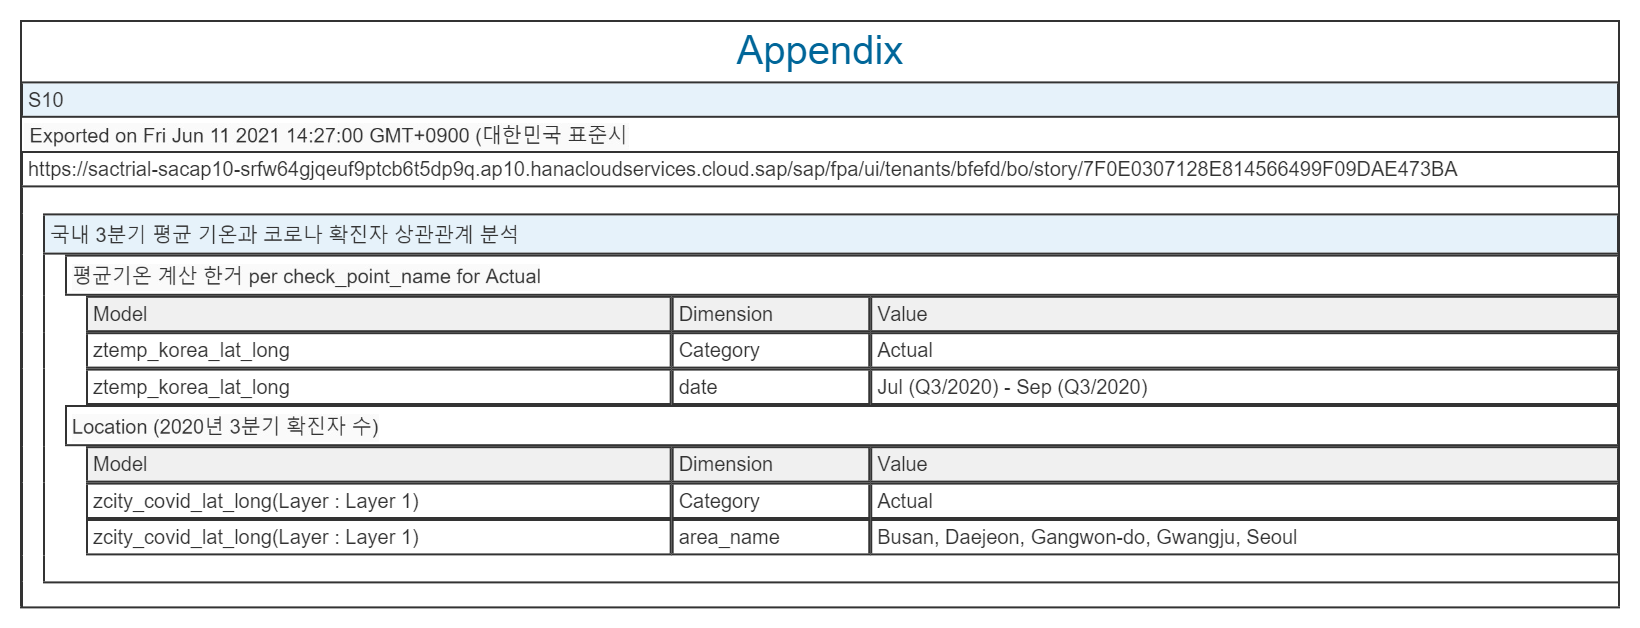 Appendix
S10
Exported on Fri Jun 11 2021 14:27:00 GMT+0900 (대한민국 표준시
https://sactrial-sacap10-srfw64gjqeuf9ptcb6t5dp9q.ap10.hanacloudservices.cloud.sap/sap/fpa/ui/tenants/bfefd/bo/story/7F0E0307128E814566499F09DAE473BA
국내 3분기 평균 기온과 코로나 확진자 상관관계 분석
평균기온 계산 한거 per check_point_name for Actual
Model Dimension Value
ztemp_korea_lat_long Category Actual
ztemp_korea_lat_long date Jul (Q3/2020) - Sep (Q3/2020)
Location (2020년 3분기 확진자 수)
Model Dimension Value
zcity_covid_lat_long(Layer : Layer 1) Category Actual
zcity_covid_lat_long(Layer : Layer 1) area_name Busan, Daejeon, Gangwon-do, Gwangju, Seoul